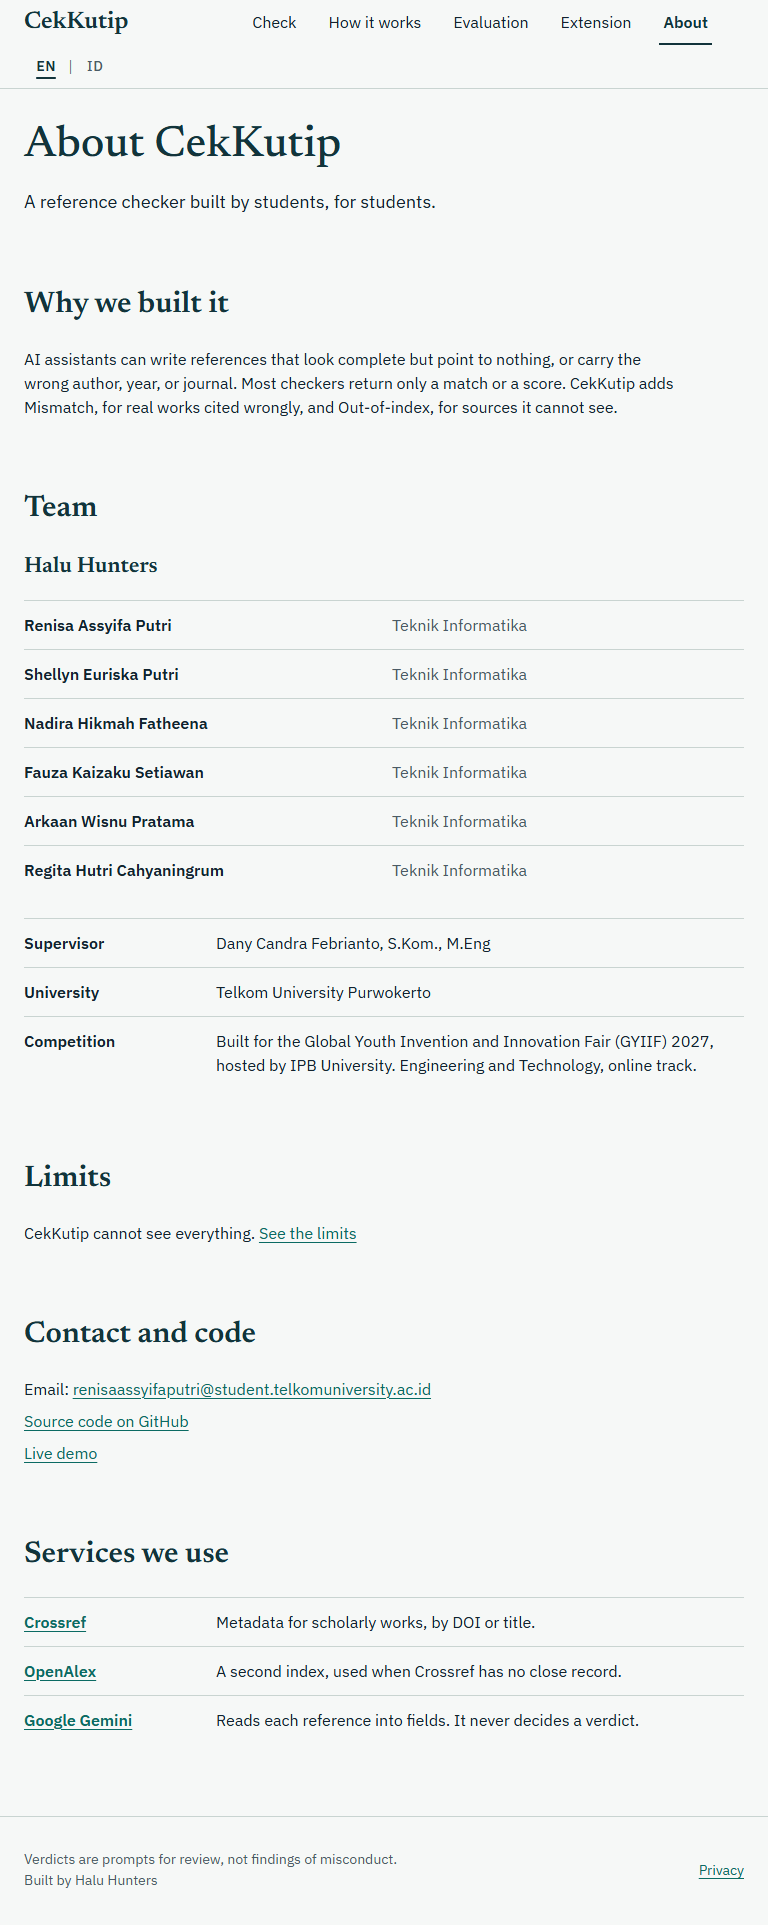 CekKutip
Check How it works Evaluation Extension About
EN | ID
About CekKutip
A reference checker built by students, for students.
Why we built it
AI assistants can write references that look complete but point to nothing, or carry the
wrong author, year, or journal. Most checkers return only a match or a score. CekKutip adds
Mismatch, for real works cited wrongly, and Out-of-index, for sources it cannot see.
Team
Halu Hunters
Renisa Assyifa Putri Teknik Informatika
Shellyn Euriska Putri Teknik Informatika
Nadira Hikmah Fatheena Teknik Informatika
Fauza Kaizaku Setiawan Teknik Informatika
Arkaan Wisnu Pratama Teknik Informatika
Regita Hutri Cahyaningrum Teknik Informatika
Supervisor Dany Candra Febrianto, S.Kom., M.Eng
University Telkom University Purwokerto
Competition Built for the Global Youth Invention and Innovation Fair (GYIIF) 2027,
hosted by IPB University. Engineering and Technology, online track.
Limits
CekKutip cannot see everything. See the limits
Contact and code
Email: renisaassyifaputri@student.telkomuniversity.ac.id
Source code on GitHub
Live demo
Services we use
Crossref Metadata for scholarly works, by DOI or title.
OpenAlex A second index, used when Crossref has no close record.
Google Gemini Reads each reference into fields. It never decides a verdict.
Verdicts are prompts for review, not findings of misconduct.
Built by Halu Hunters
Privacy